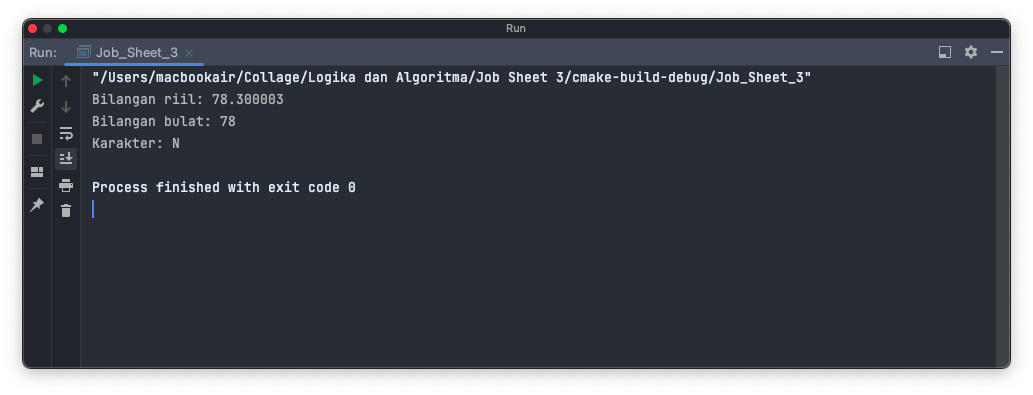 Run
Run:
Job_Sheet_3
"/Users/macbookair/Collage/Logika dan Algoritma/Job Sheet 3/cmake-build-debug/Job_Sheet_3"
Bilangan riil: 78.300003
Bilangan bulat: 78
Karakter: N
Process finished with exit code 0